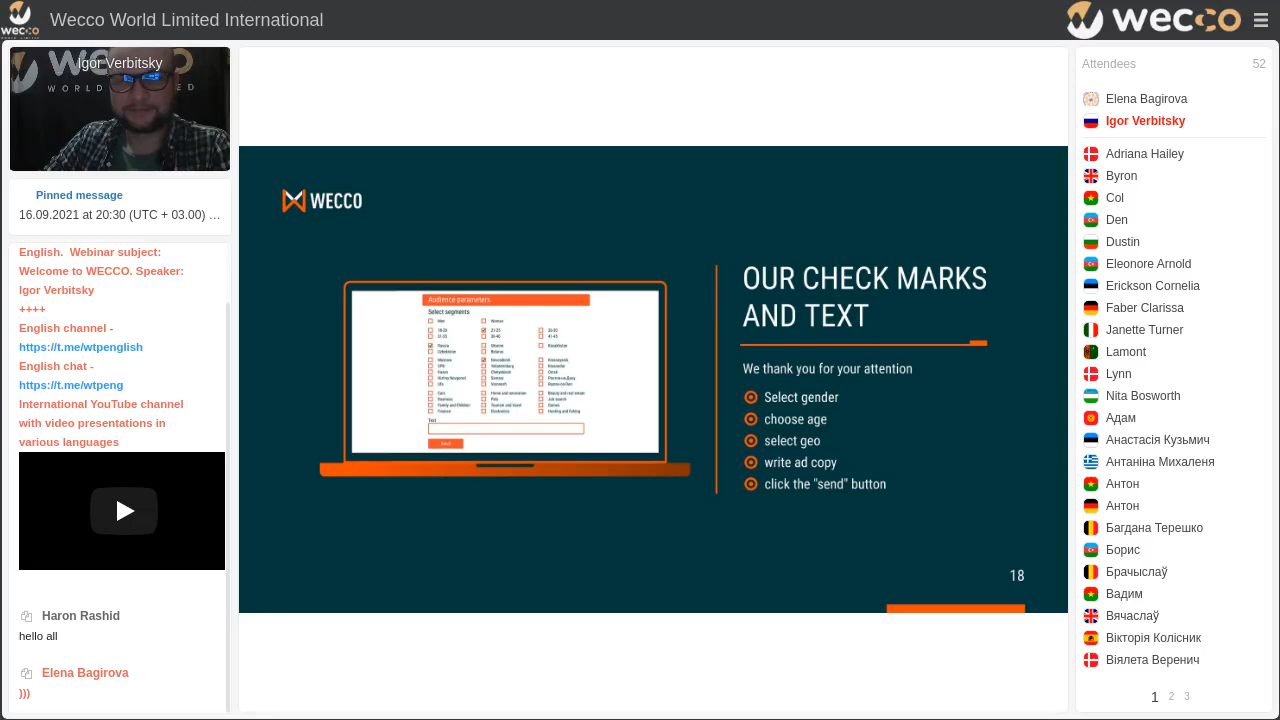 wecco
Wecco World Limited International
wecco
Igor Verbitsky
Pinned message
16.09.2021 at 20:30 (UTC + 03.00) …
English.  Webinar subject:
Welcome to WECCO. Speaker:
Igor Verbitsky
++++
English channel -
https://t.me/wtpenglish
English chat -
https://t.me/wtpeng
International YouTube channel
with video presentations in
various languages
Haron Rashid
hello all
Elena Bagirova
)))
WECCO
Audience parameters
Select segments
Men
Women
Text
Send
OUR CHECK MARKS
AND TEXT
We thank you for your attention
Select gender
choose age
select geo
write ad copy
click the "send" button
18
Attendees 52
Elena Bagirova
Igor Verbitsky
Adriana Hailey
Byron
Col
Den
Dustin
Eleonore Arnold
Erickson Cornelia
Faber Clarissa
Janette Turner
Lamont
Lynn
Nita Bosworth
Адам
Анастасія Кузьмич
Антаніна Михаленя
Антон
Антон
Багдана Терешко
Борис
Брачыслаў
Вадим
Вячаслаў
Вікторія Колісник
Віялета Веренич
1 2 3